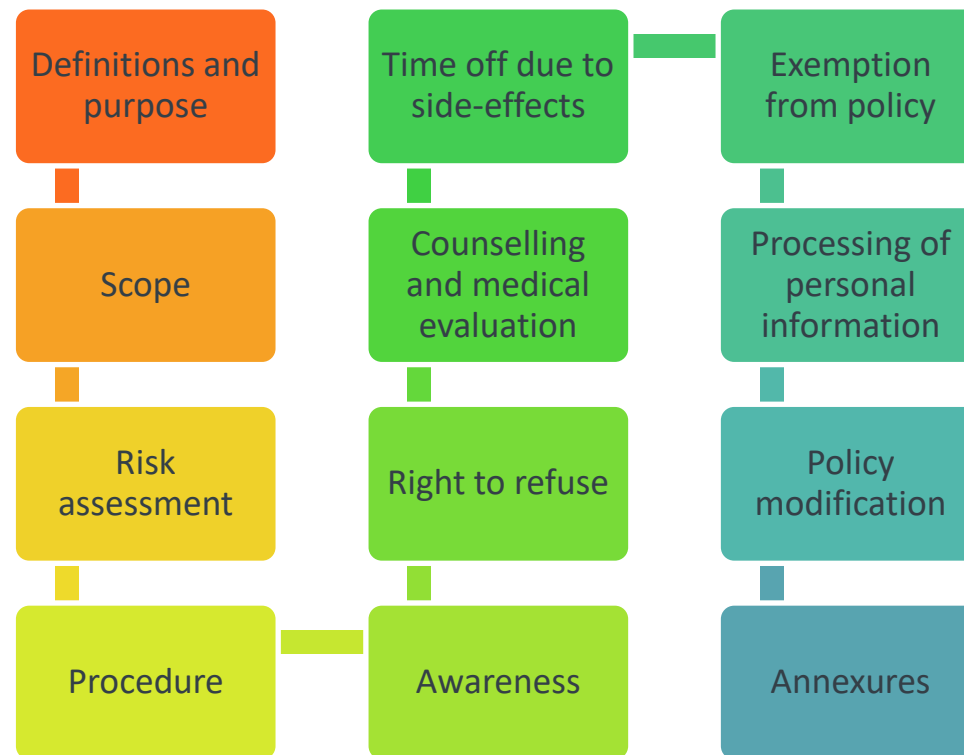 Definitions and
purpose
Scope
Risk
assessment
Procedure
Awareness
Right to refuse
Counselling
and medical
evaluation
Time off due to
side-effects
Exemption
from policy
Processing of
personal
information
Policy
modification
Annexures